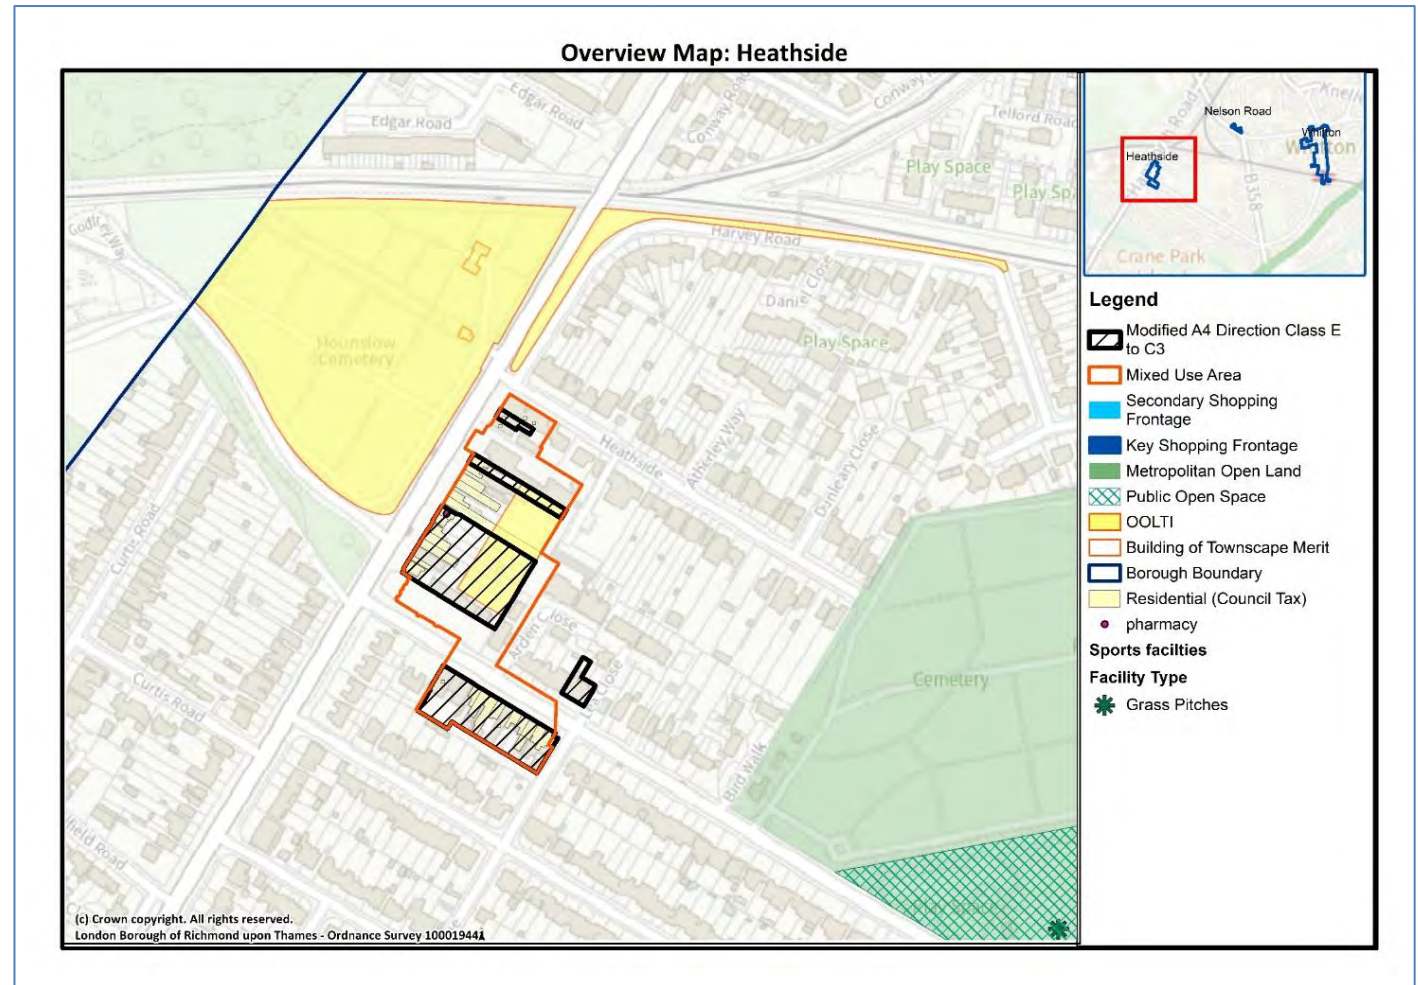 Overview Map: Heathside
Edgar Road
Edgar Road
Conway Road
Conway
Telford Road
Play Space
Play Sp
Godfrey Way
Harvey Road
Daniel Close
Play Space
Hounslow
Cemetery
Heathside
Atherley Way
Dunleary Close
Curtis Road
Arden Close
Close
Curtis Road
Cemetery
Bird Walk
field Road
(c) Crown copyright. All rights reserved.
London Borough of Richmond upon Thames - Ordnance Survey 100019441
Nelson Road
Knell
Whitton
Whitton
Heathside
B358
Crane Park
Legend
Modified A4 Direction Class E
to C3
Mixed Use Area
Secondary Shopping
Frontage
Key Shopping Frontage
Metropolitan Open Land
Public Open Space
OOLTI
Building of Townscape Merit
Borough Boundary
Residential (Council Tax)
pharmacy
Sports facilties
Facility Type
Grass Pitches